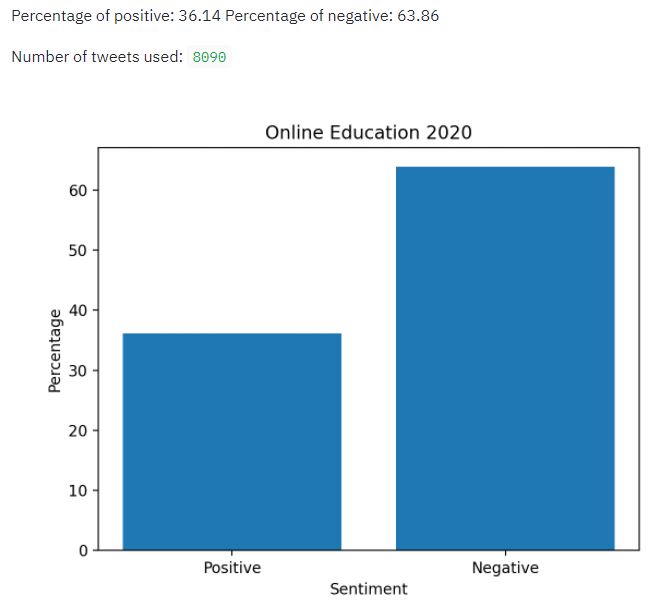 Percentage of positive: 36.14 Percentage of negative: 63.86
Number of tweets used: 8090
Online Education 2020
60
50
40
30
20
10
0
Percentage
Positive Negative
Sentiment